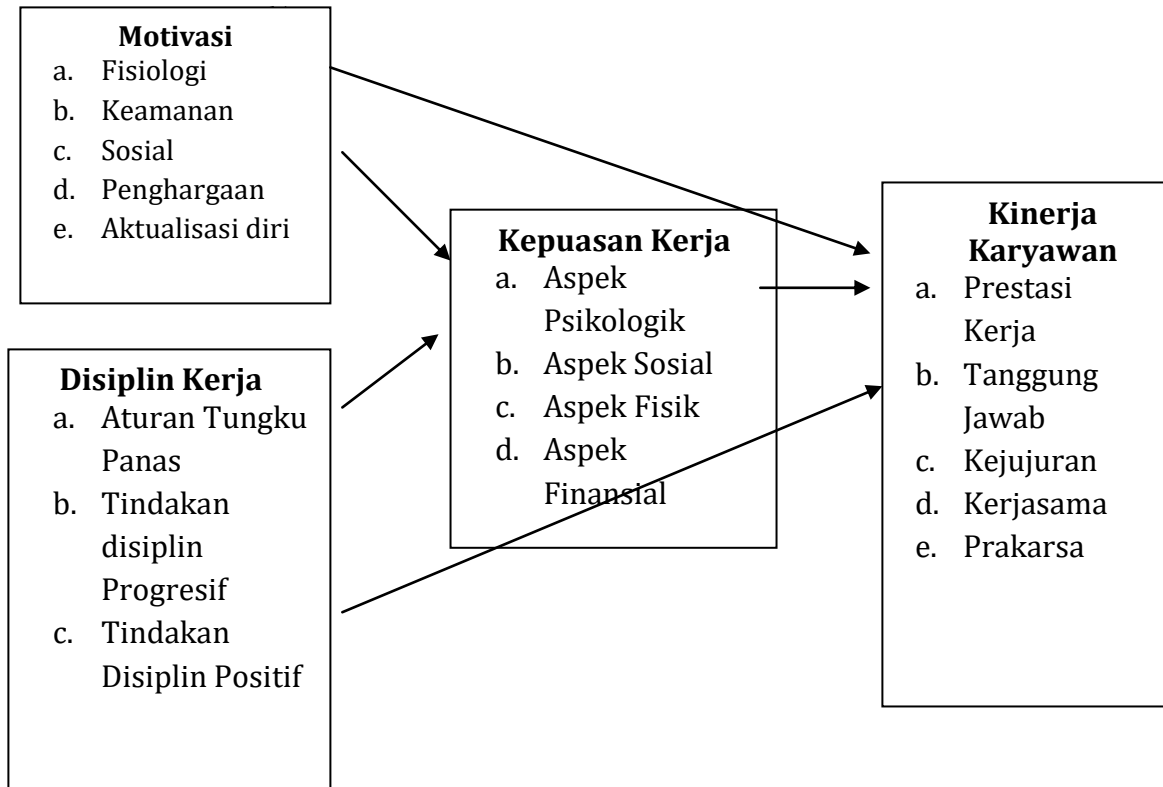 Motivasi
a. Fisiologi
b. Keamanan
c. Sosial
d. Penghargaan
e. Aktualisasi diri
Disiplin Kerja
a. Aturan Tungku
Panas
b. Tindakan
disiplin
Progresif
c. Tindakan
Disiplin Positif
Kepuasan Kerja
a. Aspek
Psikologik
b. Aspek Sosial
c. Aspek Fisik
d. Aspek
Finansial
Kinerja
Karyawan
a. Prestasi
Kerja
b. Tanggung
Jawab
c. Kejujuran
d. Kerjasama
e. Prakarsa